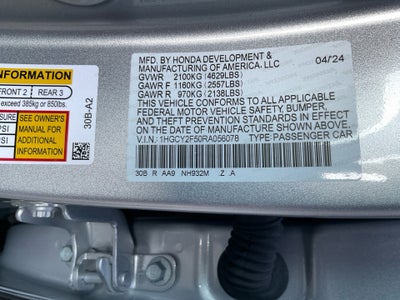 INFORMATION
FRONT 2 REAR 3
exceed 385kg or 850lbs.
SEE OWNER'S
MANUAL FOR
ADDITIONAL
INFORMATION
PSI
PSI
30B-A2
MFD. BY HONDA DEVELOPMENT & 04/24
MANUFACTURING OF AMERICA, LLC
GVWR 2100KG (4629LBS)
GAWR F 1160KG (2557LBS)
GAWR R 970KG (2138LBS)
THIS VEHICLE CONFORMS TO ALL APPLICABLE
FEDERAL MOTOR VEHICLE SAFETY, BUMPER,
AND THEFT PREVENTION STANDARDS IN EFFECT ON
THE DATE OF MANUFACTURE SHOWN ABOVE.
V.I.N.: 1HGCY2F50RA056078 TYPE:PASSENGER CAR
30B R AA9 NH932M Z .A